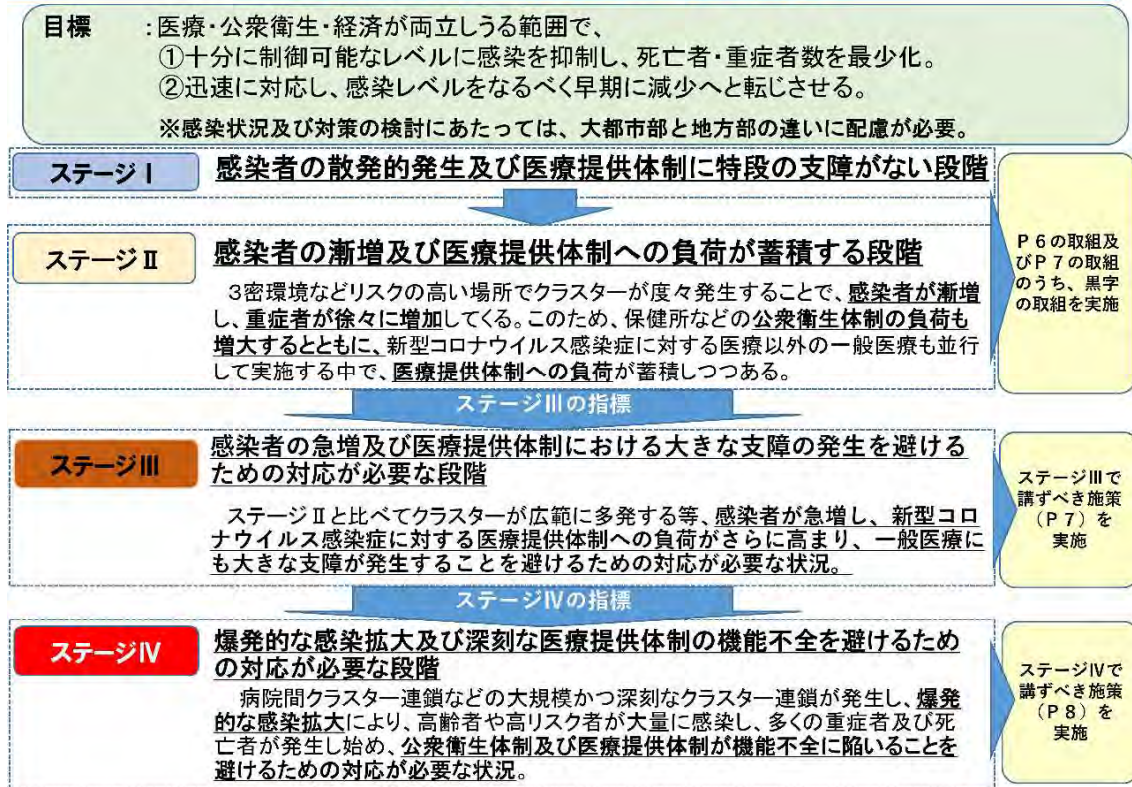 目標　：医療・公衆衛生・経済が両立しうる範囲で、
①十分に制御可能なレベルに感染を抑制し、死亡者・重症者数を最少化。
②迅速に対応し、感染レベルをなるべく早期に減少へと転じさせる。
※感染状況及び対策の検討にあたっては、大都市部と地方部の違いに配慮が必要。
ステージⅠ
感染者の散発的発生及び医療提供体制に特段の支障がない段階
ステージⅡ
感染者の漸増及び医療提供体制への負荷が蓄積する段階
３密環境などリスクの高い場所でクラスターが度々発生することで、感染者が漸増
し、重症者が徐々に増加してくる。このため、保健所などの公衆衛生体制の負荷も
増大するとともに、新型コロナウイルス感染症に対する医療以外の一般医療も並行
して実施する中で、医療提供体制への負荷が蓄積しつつある。
Ｐ６の取組及
びＰ７の取組
のうち、黒字
の取組を実施
ステージⅢの指標
ステージⅢ
感染者の急増及び医療提供体制における大きな支障の発生を避ける
ための対応が必要な段階
ステージⅡと比べてクラスターが広範に多発する等、感染者が急増し、新型コロ
ナウイルス感染症に対する医療提供体制への負荷がさらに高まり、一般医療に
も大きな支障が発生することを避けるための対応が必要な状況。
ステージⅢで
講ずべき施策
（Ｐ７）を
実施
ステージⅣの指標
ステージⅣ
爆発的な感染拡大及び深刻な医療提供体制の機能不全を避けるため
の対応が必要な段階
病院間クラスター連鎖などの大規模かつ深刻なクラスター連鎖が発生し、爆発
的な感染拡大により、高齢者や高リスク者が大量に感染し、多くの重症者及び死
亡者が発生し始め、公衆衛生体制及び医療提供体制が機能不全に陥いることを
避けるための対応が必要な状況。
ステージⅣで
講ずべき施策
（Ｐ８）を
実施